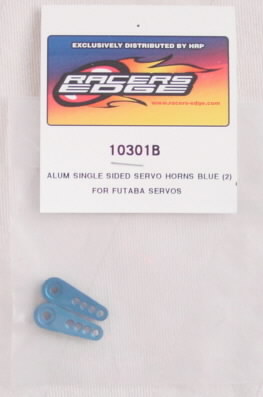 EXCLUSIVELY DISTRIBUTED BY HRP
RACERS
EDGE
www.racers-edge.com
10301B
ALUM SINGLE SIDED SERVO HORNS BLUE (2)
FOR FUTABA SERVOS